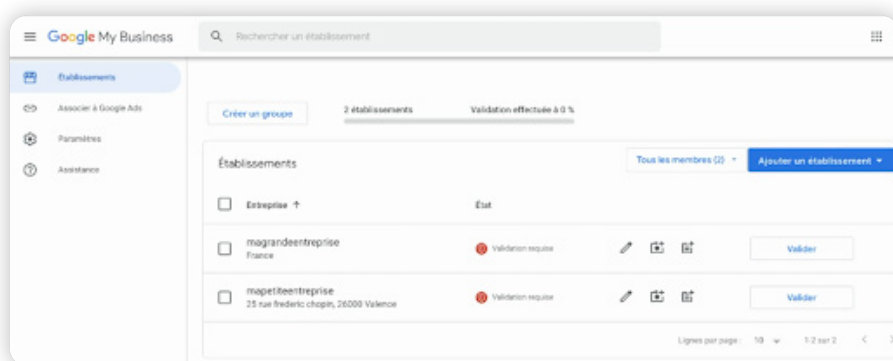 Google My Business
Rechercher un établissement
Établissements
Associer à Google Ads
Paramètres
Assistance
Créer un groupe
2 établissements
Validation effectuée à 0 %
Établissements
Tous les membres (2)
Ajouter un établissement
Entreprise ↑
État
magrandeentreprise
France
Validation requise
Valider
mapetiteentreprise
25 rue frederic chopin, 26000 Valence
Validation requise
Valider
Lignes par page : 10
1-2 sur 2